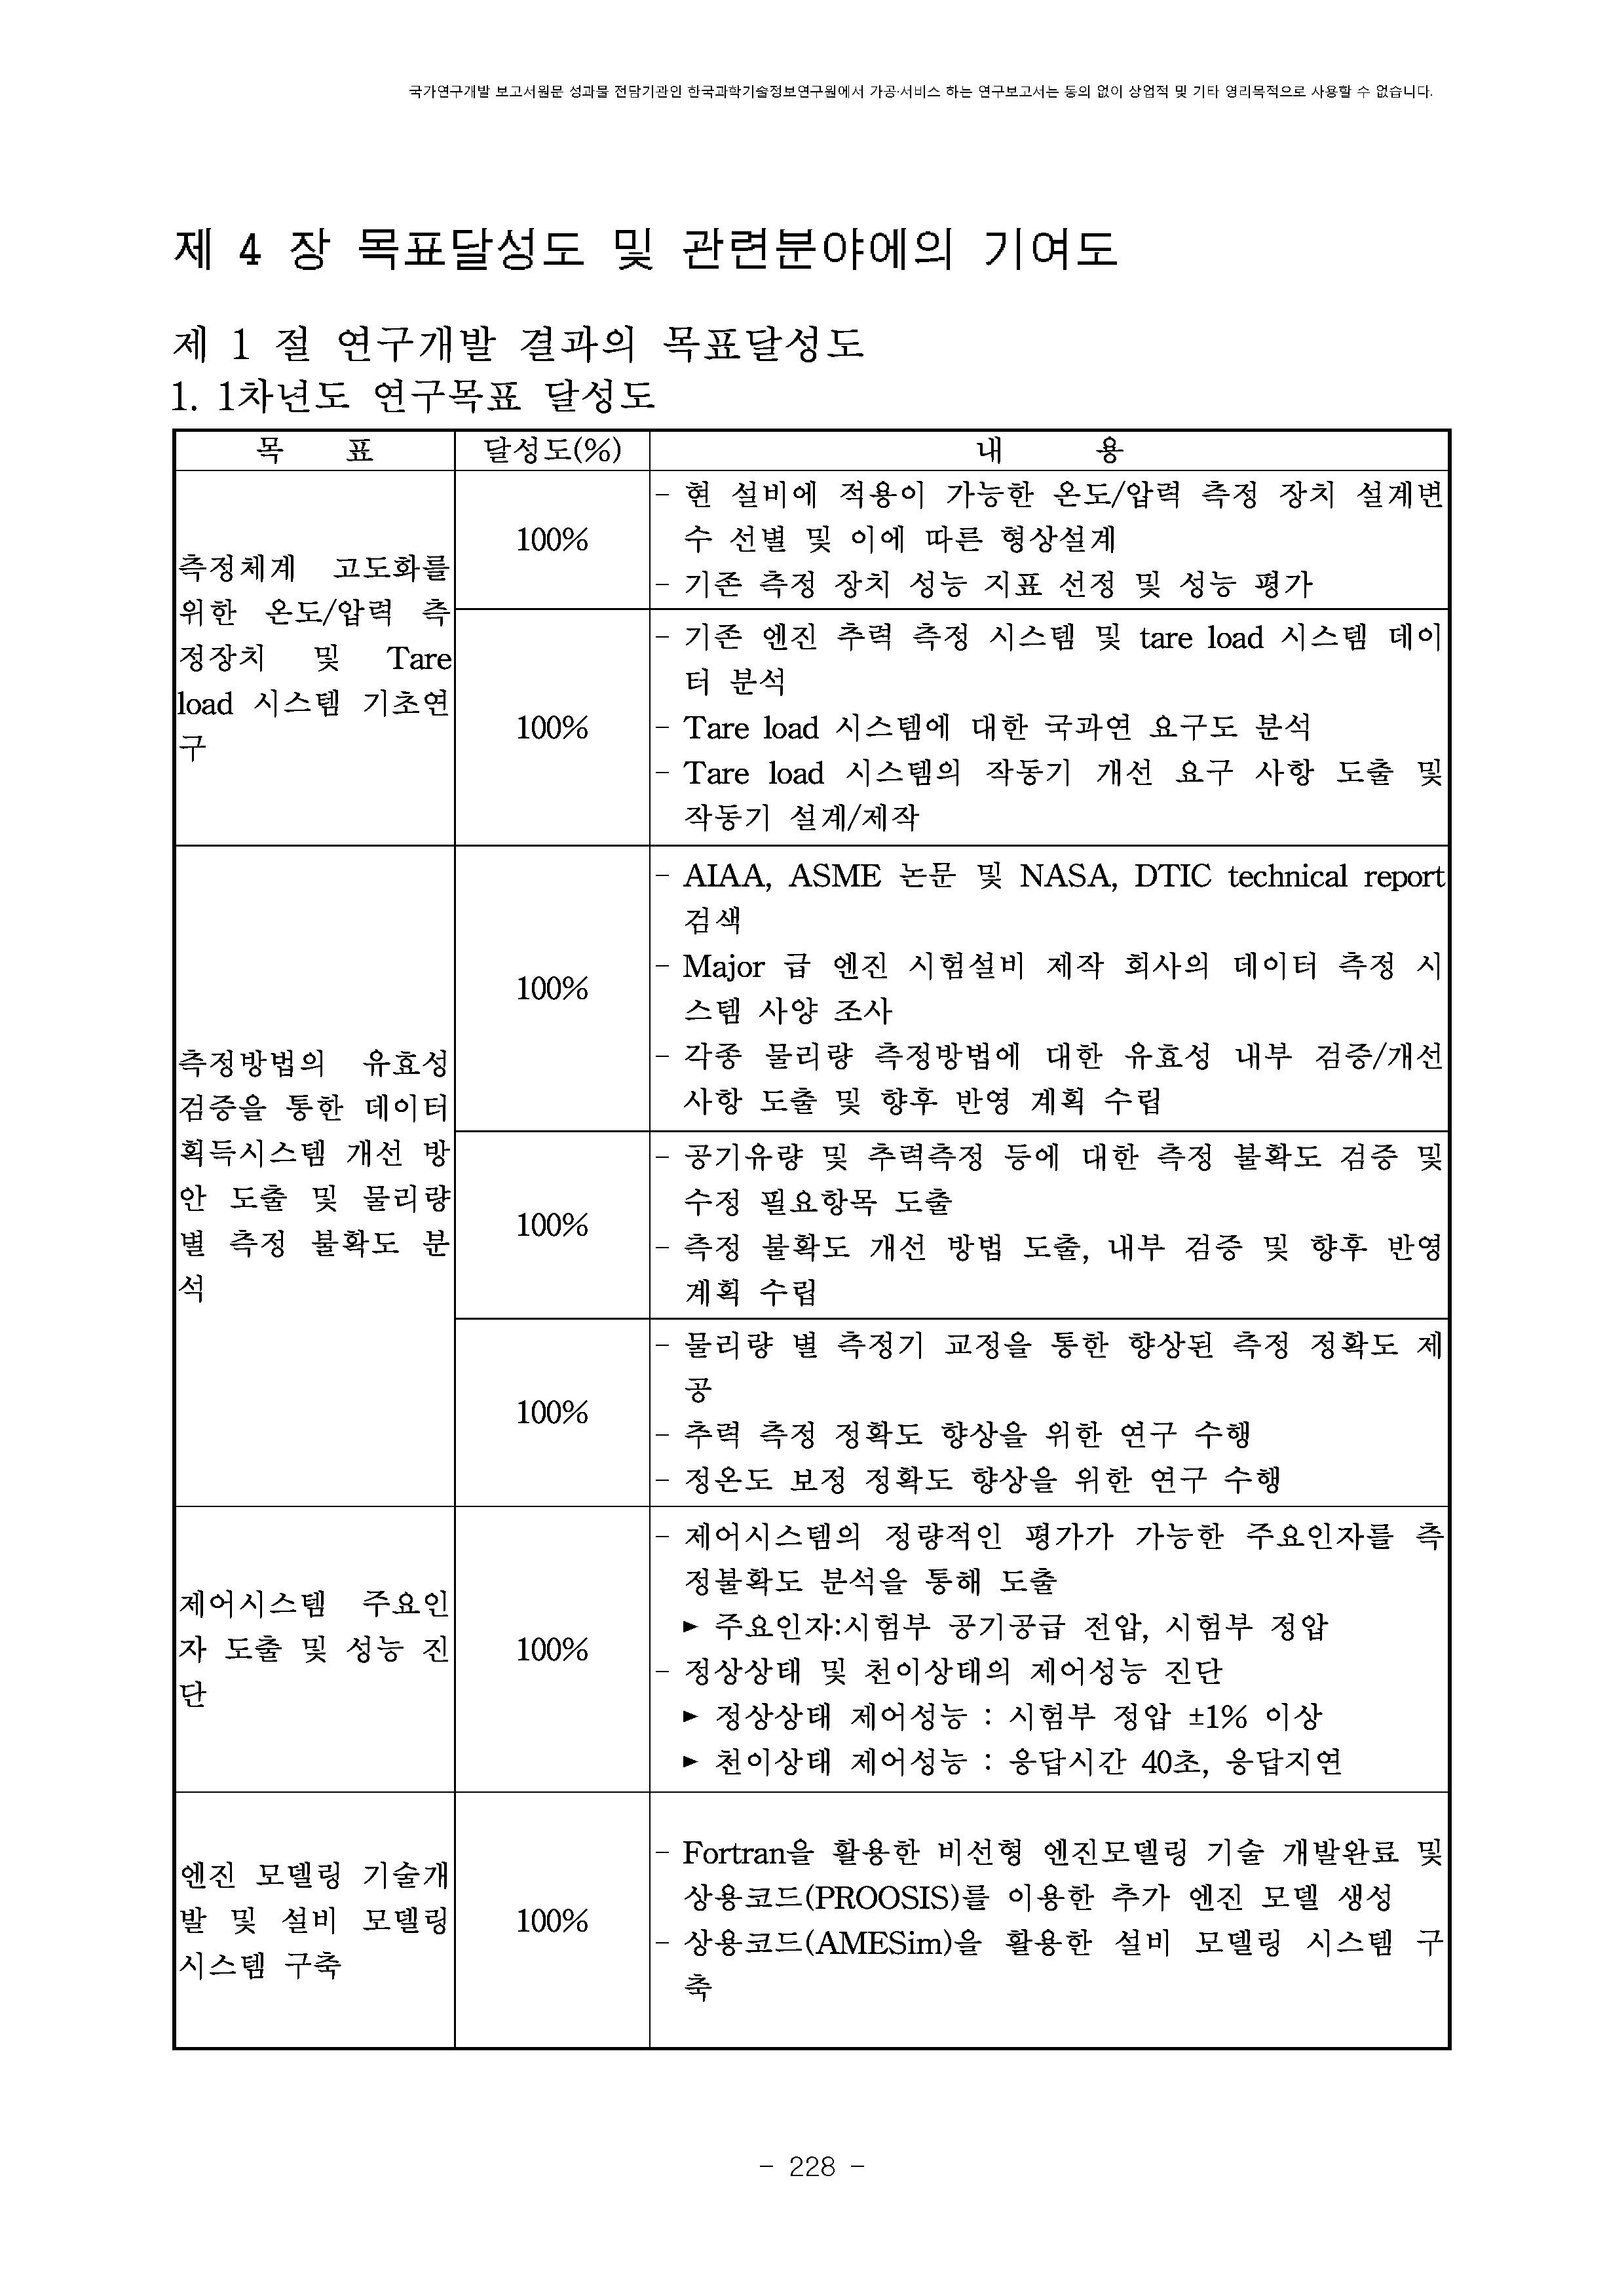 국가연구개발 보고서원문 성과물 전담기관인 한국과학기술정보연구원에서 가공·서비스 하는 연구보고서는 동의 없이 상업적 및 기타 영리목적으로 사용할 수 없습니다.
제 4 장 목표달성도 및 관련분야에의 기여도
제 1 절 연구개발 결과의 목표달성도
1. 1차년도 연구목표 달성도
목 표 달성도(%) 내 용
측정체계 고도화를
위한 온도/압력 측
정장치 및 Tare
load 시스템 기초연
구
100%
- 현 설비에 적용이 가능한 온도/압력 측정 장치 설계변
수 선별 및 이에 따른 형상설계
- 기존 측정 장치 성능 지표 선정 및 성능 평가
100%
- 기존 엔진 추력 측정 시스템 및 tare load 시스템 데이
터 분석
- Tare load 시스템에 대한 국과연 요구도 분석
- Tare load 시스템의 작동기 개선 요구 사항 도출 및
작동기 설계/제작
측정방법의 유효성
검증을 통한 데이터
획득시스템 개선 방
안 도출 및 물리량
별 측정 불확도 분
석
100%
- AIAA, ASME 논문 및 NASA, DTIC technical report
검색
- Major 급 엔진 시험설비 제작 회사의 데이터 측정 시
스템 사양 조사
- 각종 물리량 측정방법에 대한 유효성 내부 검증/개선
사항 도출 및 향후 반영 계획 수립
100%
- 공기유량 및 추력측정 등에 대한 측정 불확도 검증 및
수정 필요항목 도출
- 측정 불확도 개선 방법 도출, 내부 검증 및 향후 반영
계획 수립
100%
- 물리량 별 측정기 교정을 통한 향상된 측정 정확도 제
공
- 추력 측정 정확도 향상을 위한 연구 수행
- 정온도 보정 정확도 향상을 위한 연구 수행
제어시스템 주요인
자 도출 및 성능 진
단
100%
- 제어시스템의 정량적인 평가가 가능한 주요인자를 측
정불확도 분석을 통해 도출
► 주요인자:시험부 공기공급 전압, 시험부 정압
- 정상상태 및 천이상태의 제어성능 진단
► 정상상태 제어성능 : 시험부 정압 ±1% 이상
► 천이상태 제어성능 : 응답시간 40초, 응답지연
엔진 모델링 기술개
발 및 설비 모델링
시스템 구축
100%
- Fortran을 활용한 비선형 엔진모델링 기술 개발완료 및
상용코드(PROOSIS)를 이용한 추가 엔진 모델 생성
- 상용코드(AMESim)을 활용한 설비 모델링 시스템 구
축
- 228 -